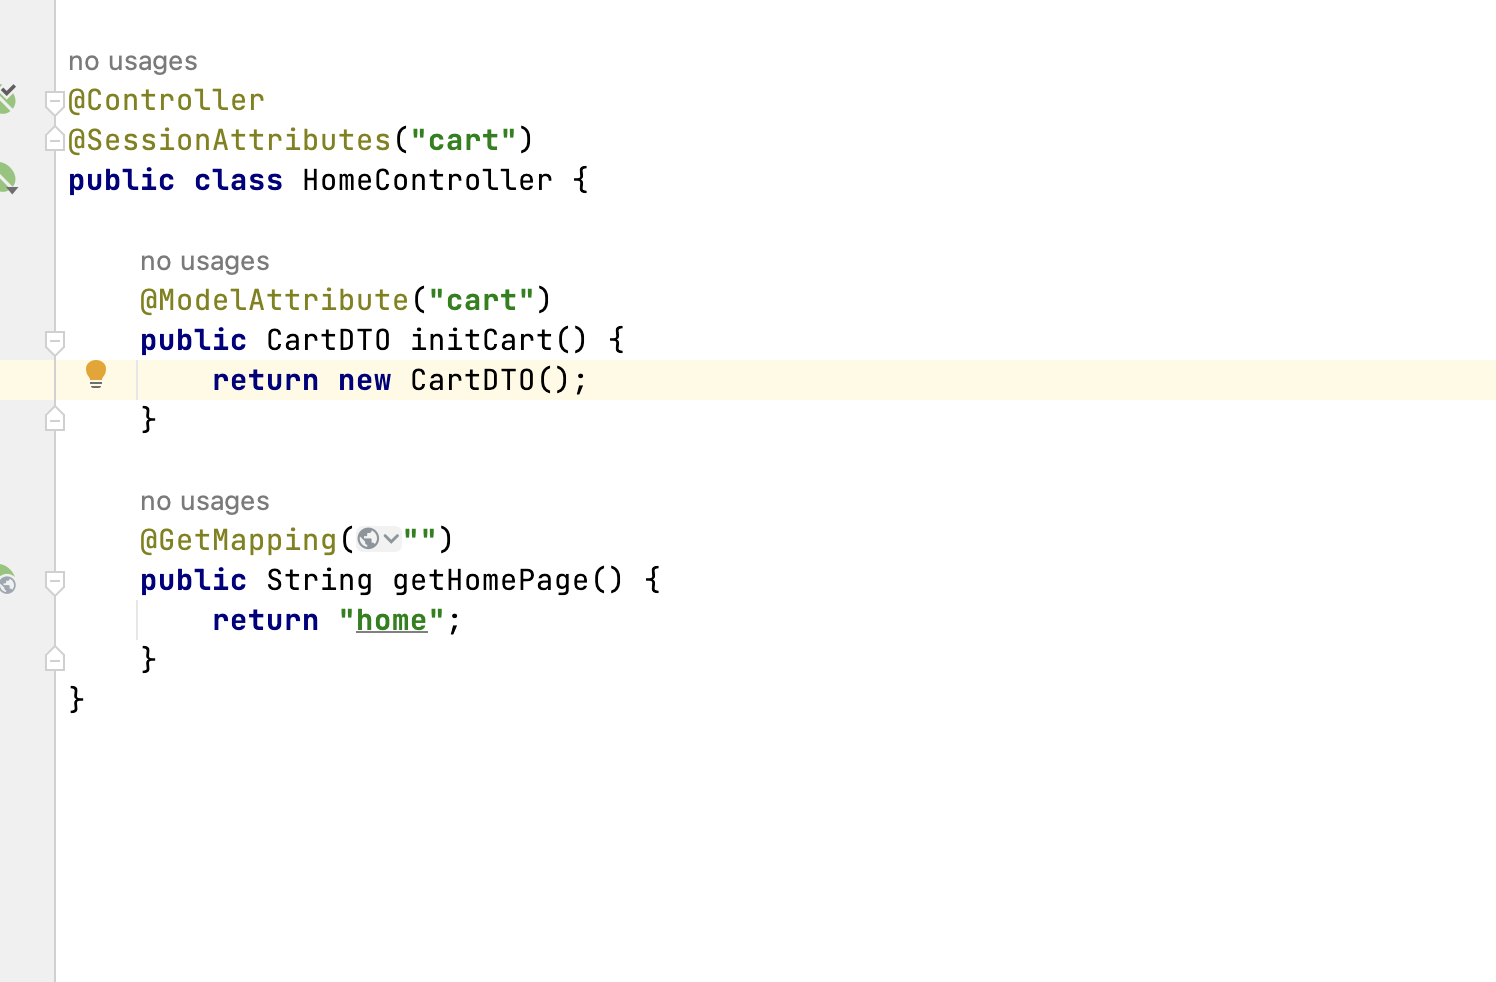 no usages
@Controller
@SessionAttributes("cart")
public class HomeController {
no usages
@ModelAttribute("cart")
public CartDTO initCart() {
return new CartDTO();
}
no usages
@GetMapping("")
public String getHomePage() {
return "home";
}
}